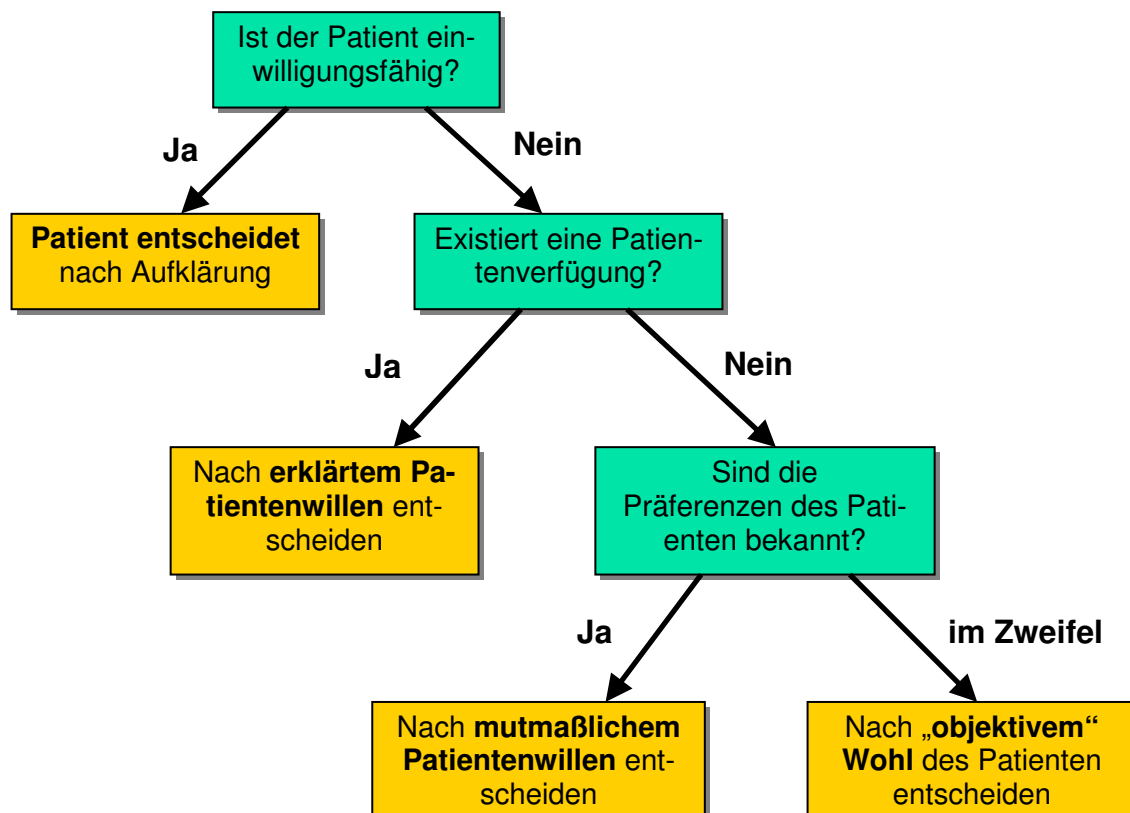 Ist der Patient ein-
willigungsfähig?
Ja
Nein
Patient entscheidet
nach Aufklärung
Existiert eine Patien-
tenverfügung?
Ja
Nein
Nach erklärtem Pa-
tientenwillen ent-
scheiden
Sind die
Präferenzen des Pati-
enten bekannt?
Ja
im Zweifel
Nach mutmaßlichem
Patientenwillen ent-
scheiden
Nach „objektivem“
Wohl des Patienten
entscheiden